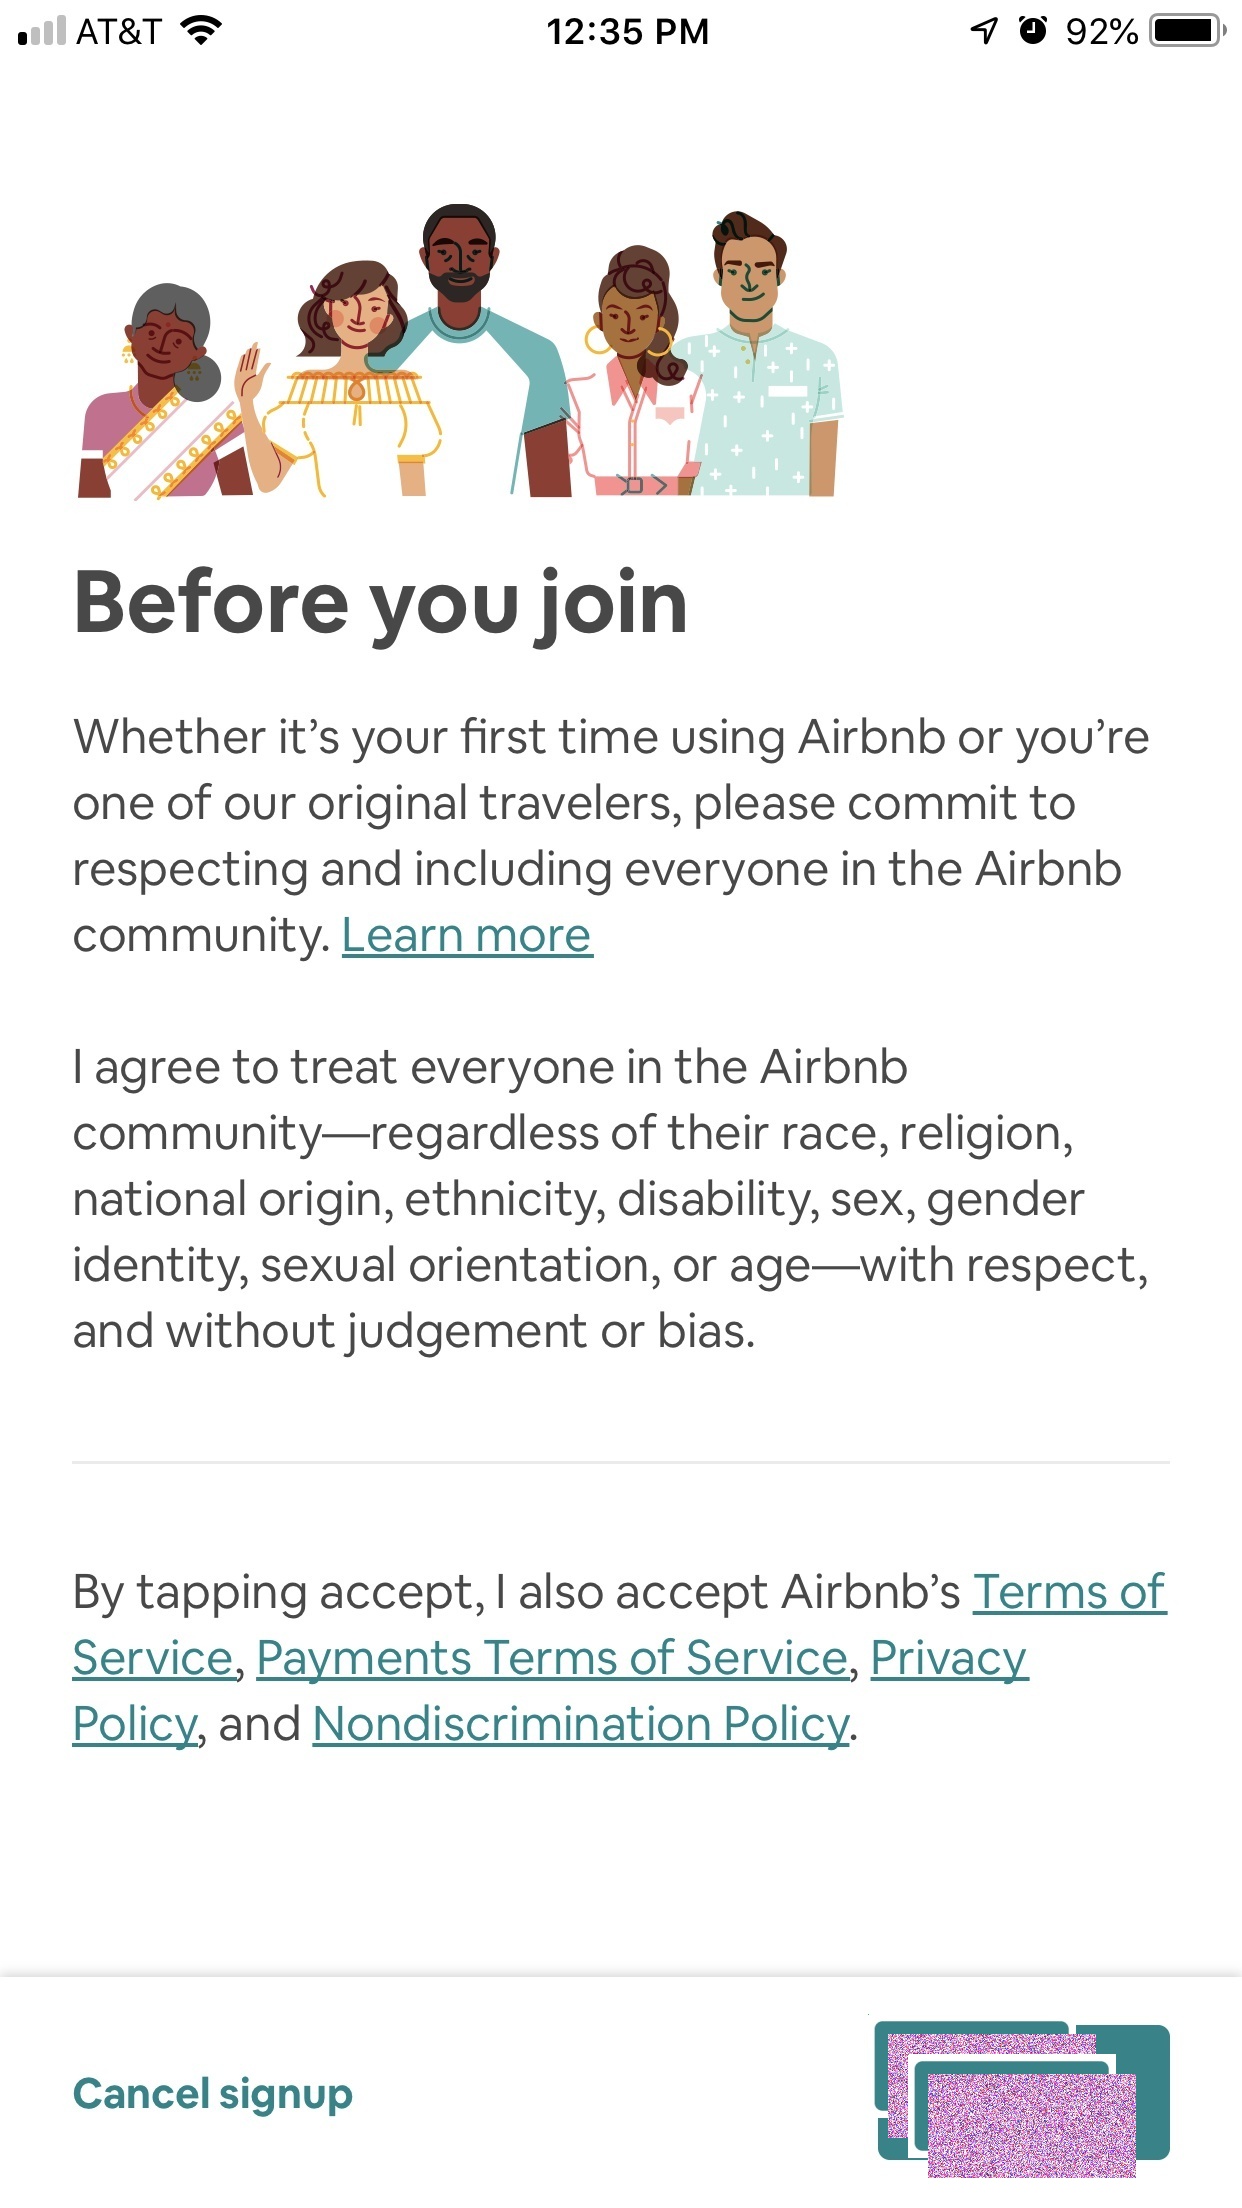 AT&T 12:35 PM 92%
Before you join
Whether it’s your first time using Airbnb or you’re
one of our original travelers, please commit to
respecting and including everyone in the Airbnb
community. Learn more
I agree to treat everyone in the Airbnb
community—regardless of their race, religion,
national origin, ethnicity, disability, sex, gender
identity, sexual orientation, or age—with respect,
and without judgement or bias.
By tapping accept, I also accept Airbnb’s Terms of
Service, Payments Terms of Service, Privacy
Policy, and Nondiscrimination Policy.
Cancel signup